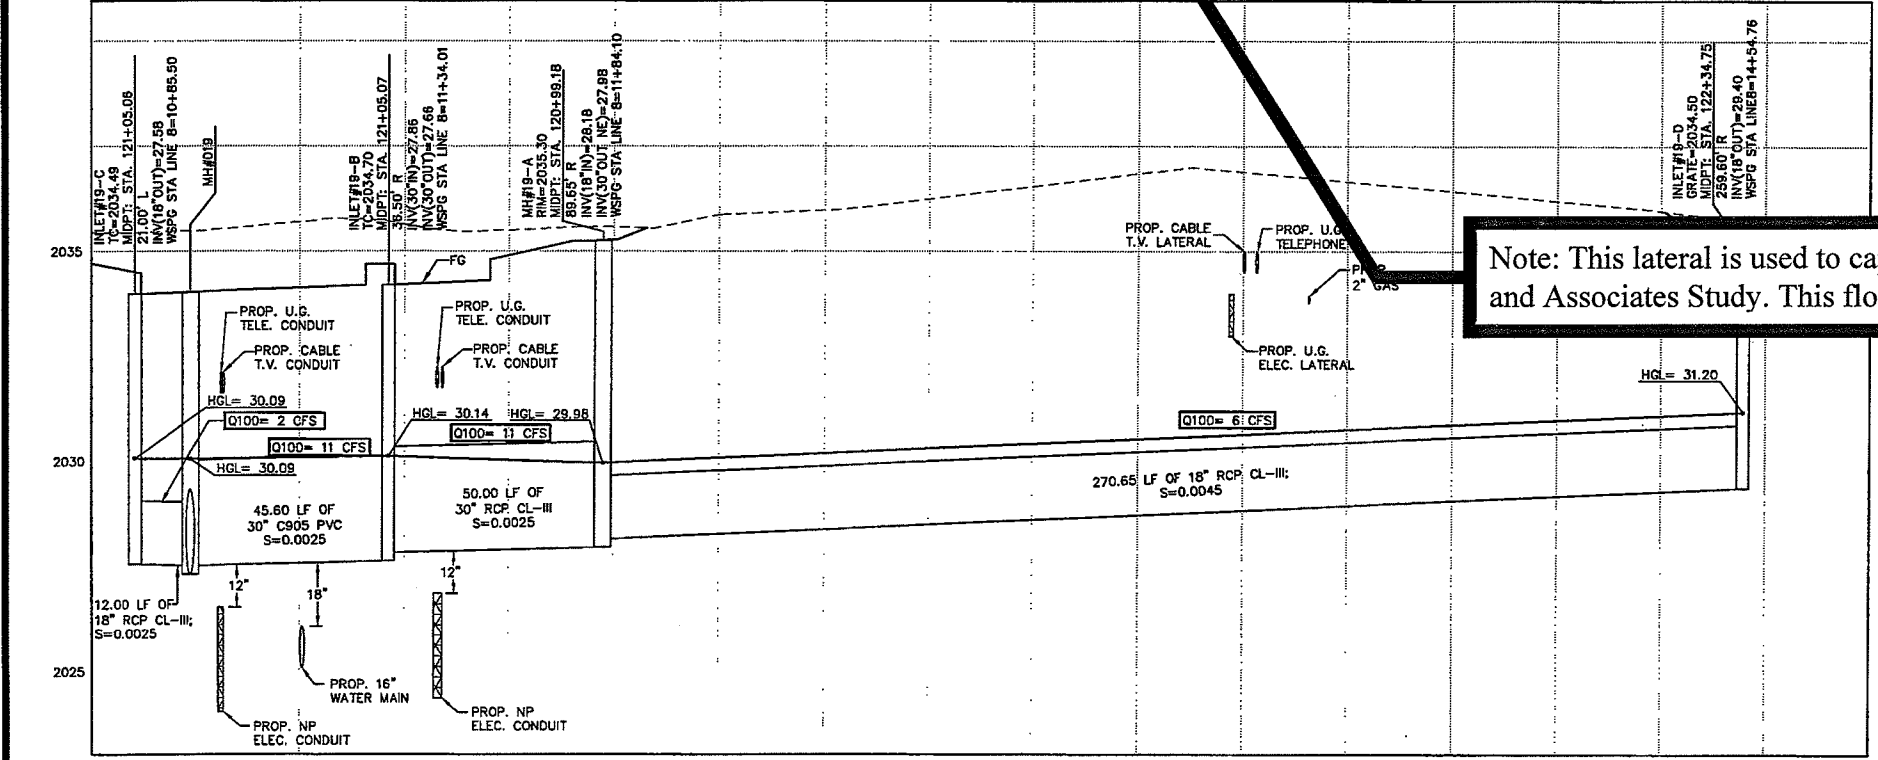 INLET#19-C
TC=2034.49
MIDPT: STA. 121+05.06
21.00' L
INV(18"OUT)=27.58
WSPG STA LINE 8=10+85.50
MH#019
INLET#19-B
TC=2034.70
MIDPT: STA. 121+05.07
38.50' R
INV(30"IN)=27.86
INV(30"OUT)=27.66
WSPG STA LINE 8=11+34.01
MH#19-A
RIM=2035.30
MIDPT: STA. 120+99.18
89.65' R
INV(18"IN)=28.18
INV(30"OUT NE)=27.98
WSPG STA LINE 8=11+84.10
INLET#19-D
GRATE=2034.50
MIDPT: STA. 122+34.75
259.60' R
INV(18"OUT)=29.40
WSPG STA LINE8=14+54.76
2035
FG
PROP. CABLE
T.V. LATERAL
PROP. U.G.
TELEPHONE
2" GAS
Note: This lateral is used to ca
and Associates Study. This flo
PROP. U.G.
TELE. CONDUIT
PROP. CABLE
T.V. CONDUIT
PROP. U.G.
TELE. CONDUIT
PROP. CABLE
T.V. CONDUIT
PROP. U.G.
ELEC. LATERAL
HGL= 30.09
Q100= 2 CFS
Q100= 11 CFS
HGL= 30.09
HGL= 30.14
HGL= 29.98
Q100= 11 CFS
Q100= 6 CFS
HGL= 31.20
2030
45.60 LF OF
30" C905 PVC
S=0.0025
50.00 LF OF
30" RCP CL-III
S=0.0025
270.65 LF OF 18" RCP CL-III;
S=0.0045
12"
18"
12"
12.00 LF OF
18" RCP CL-III;
S=0.0025
2025
PROP. 16"
WATER MAIN
PROP. NP
ELEC. CONDUIT
PROP. NP
ELEC. CONDUIT